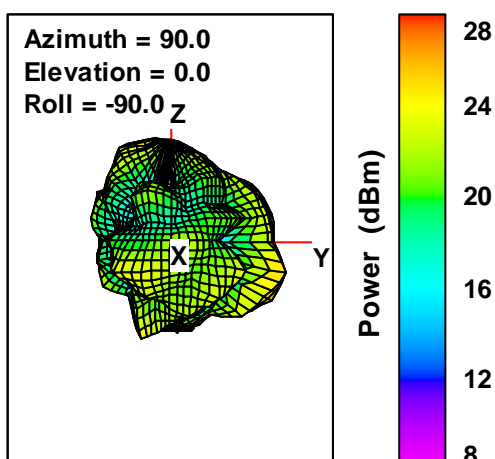 Azimuth = 90.0
Elevation = 0.0
Roll = -90.0
Z
X
Y
Power (dBm)
28
24
20
16
12
8